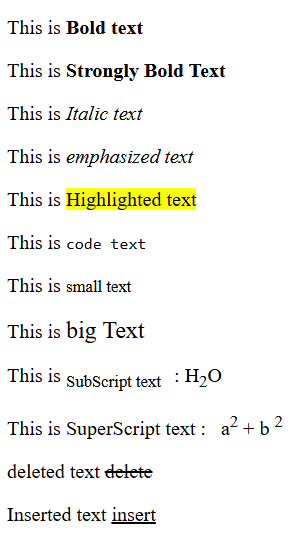 This is Bold text
This is Strongly Bold Text
This is Italic text
This is emphasized text
This is Highlighted text
This is code text
This is small text
This is big Text
This is SubScript text : H₂O
This is SuperScript text : a² + b ²
deleted text delete
Inserted text insert